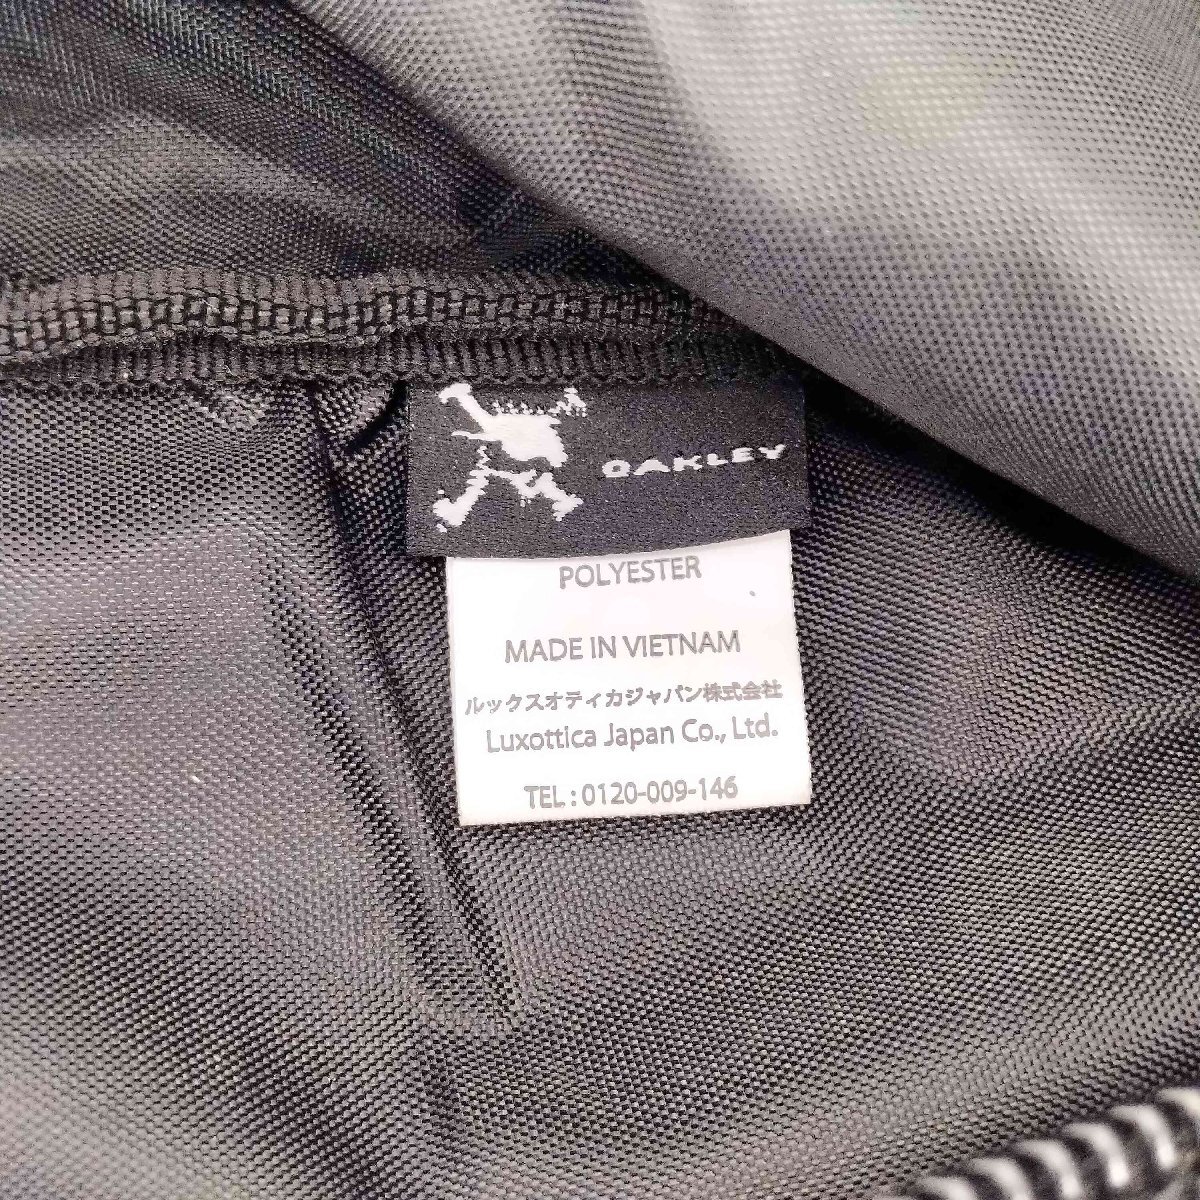 OAKLEY
POLYESTER
MADE IN VIETNAM
ルックスオティカジャパン株式会社
Luxottica Japan Co., Ltd.
TEL : 0120-009-146